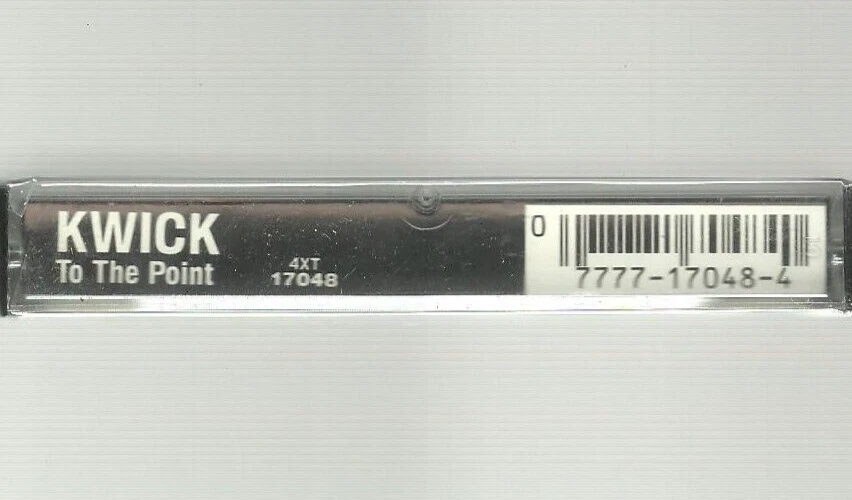 KWICK
To The Point
4XT
17048
0
7777-17048-4